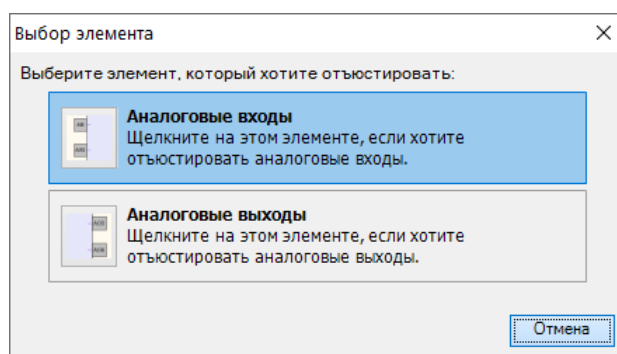 Выбор элемента
Выберите элемент, который хотите отъюстировать:
Аналоговые входы
Щелкните на этом элементе, если хотите
отъюстировать аналоговые входы.
Аналоговые выходы
Щелкните на этом элементе, если хотите
отъюстировать аналоговые выходы.
Отмена